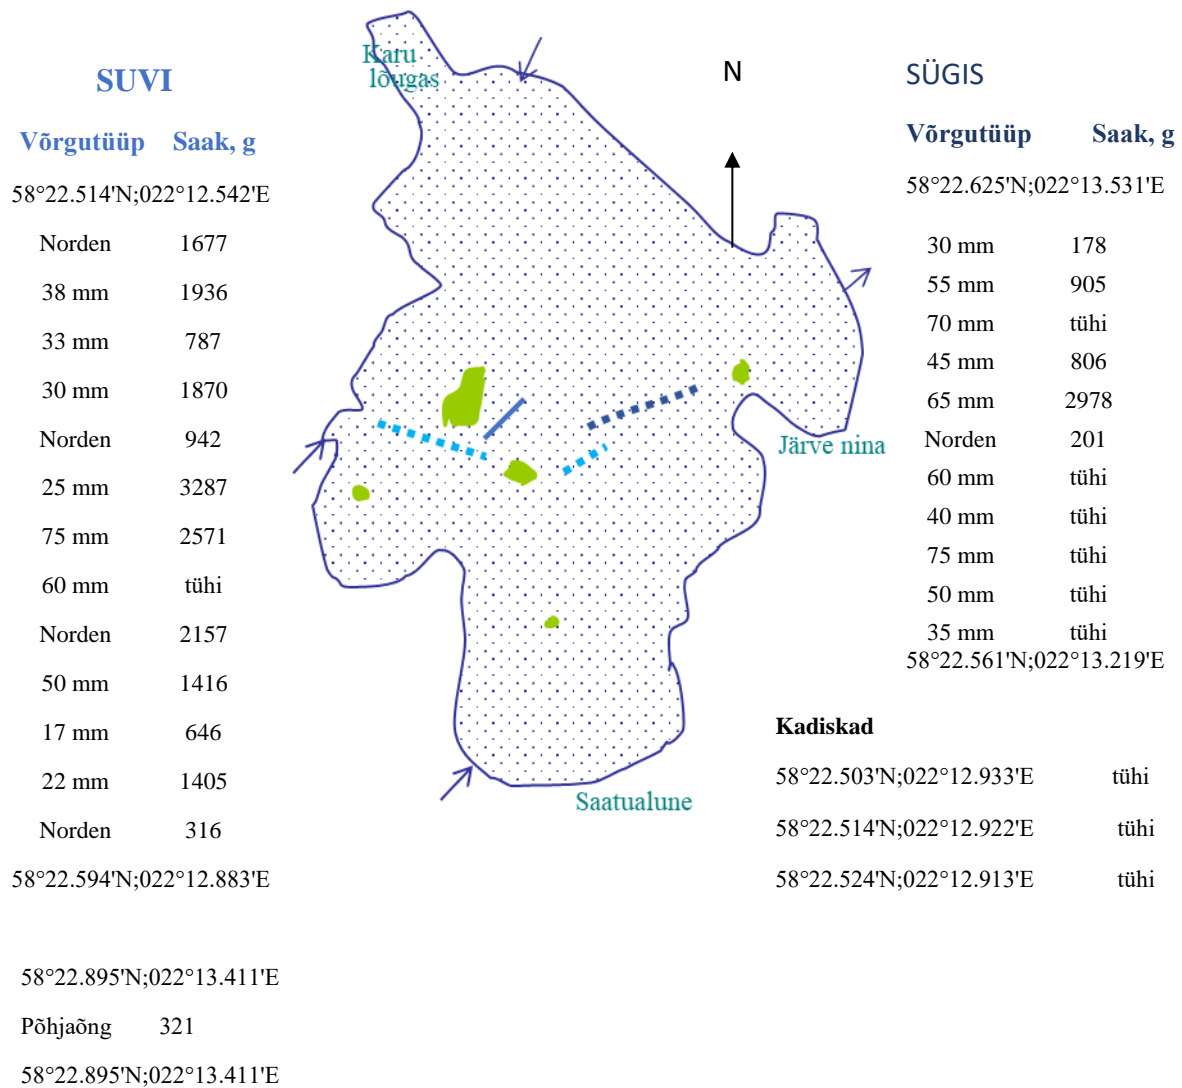 SUVI
Võrgutüüp Saak, g
58°22.514'N;022°12.542'E
Norden 1677
38 mm 1936
33 mm 787
30 mm 1870
Norden 942
25 mm 3287
75 mm 2571
60 mm tühi
Norden 2157
50 mm 1416
17 mm 646
22 mm 1405
Norden 316
58°22.594'N;022°12.883'E
58°22.895'N;022°13.411'E
Põhjaõng 321
58°22.895'N;022°13.411'E
Karu
lõugas
N
Järve nina
Saatualune
SÜGIS
Võrgutüüp Saak, g
58°22.625'N;022°13.531'E
30 mm 178
55 mm 905
70 mm tühi
45 mm 806
65 mm 2978
Norden 201
60 mm tühi
40 mm tühi
75 mm tühi
50 mm tühi
35 mm tühi
58°22.561'N;022°13.219'E
Kadiskad
58°22.503'N;022°12.933'E tühi
58°22.514'N;022°12.922'E tühi
58°22.524'N;022°12.913'E tühi